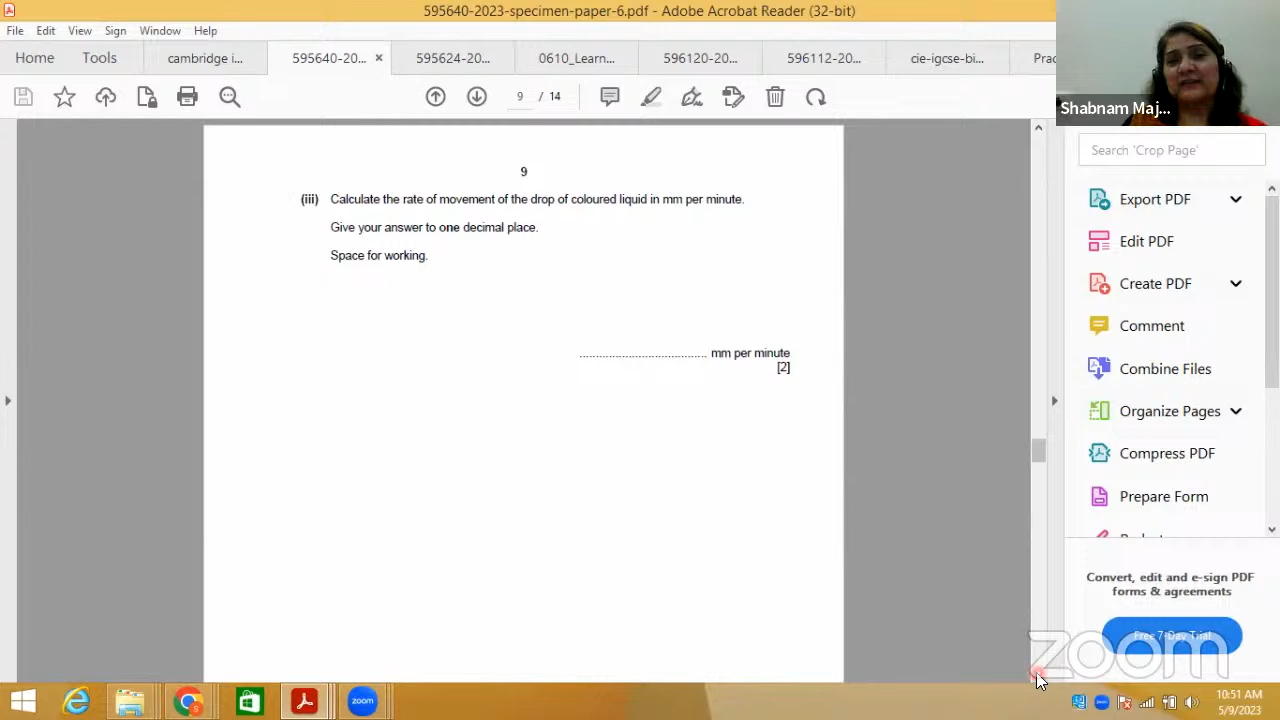 595640-2023-specimen-paper-6.pdf - Adobe Acrobat Reader (32-bit)
File Edit View Sign Window Help
Home Tools cambridge i... 595640-20... × 595624-20... 0610_Learn... 596120-20... 596112-20... cie-igcse-bi... Prac
9 / 14
Shabnam Maj...
Search 'Crop Page'
9
(iii) Calculate the rate of movement of the drop of coloured liquid in mm per minute.
Give your answer to one decimal place.
Space for working.
....................................... mm per minute
[2]
Export PDF
Edit PDF
Create PDF
Comment
Combine Files
Organize Pages
Compress PDF
Prepare Form
Convert, edit and e-sign PDF
forms & agreements
Free 7-Day Trial
zoom
zoom
10:51 AM
5/9/2023